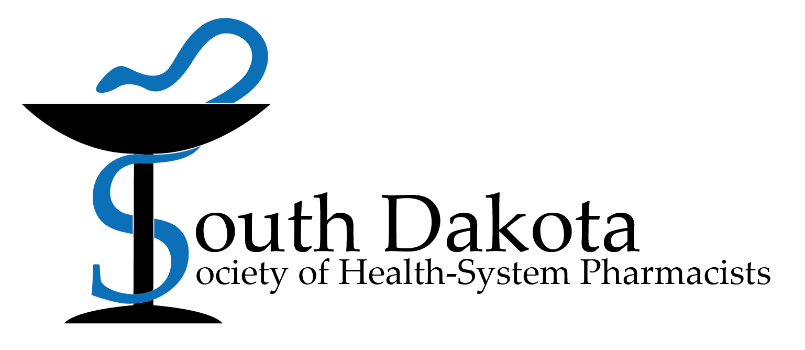 South Dakota
Society of Health-System Pharmacists